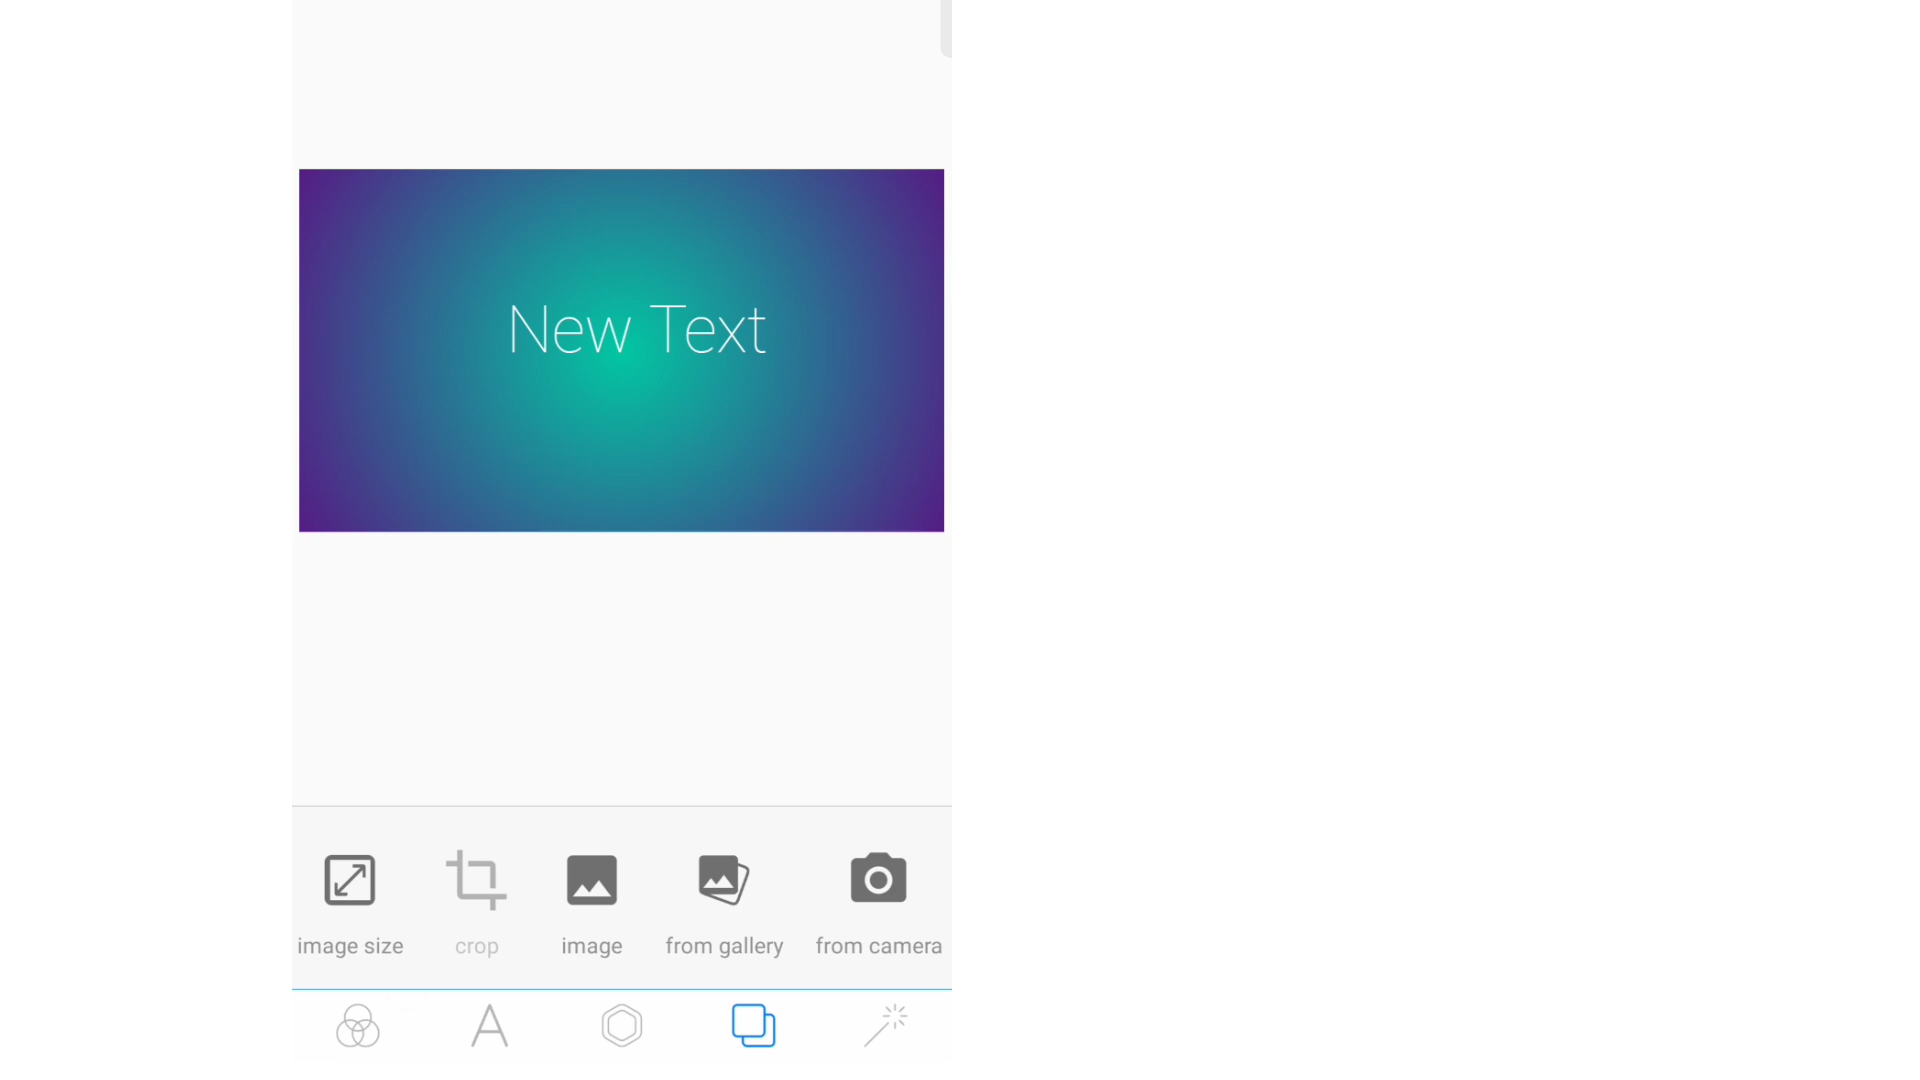 New Text
image size
crop
image
from gallery
from camera